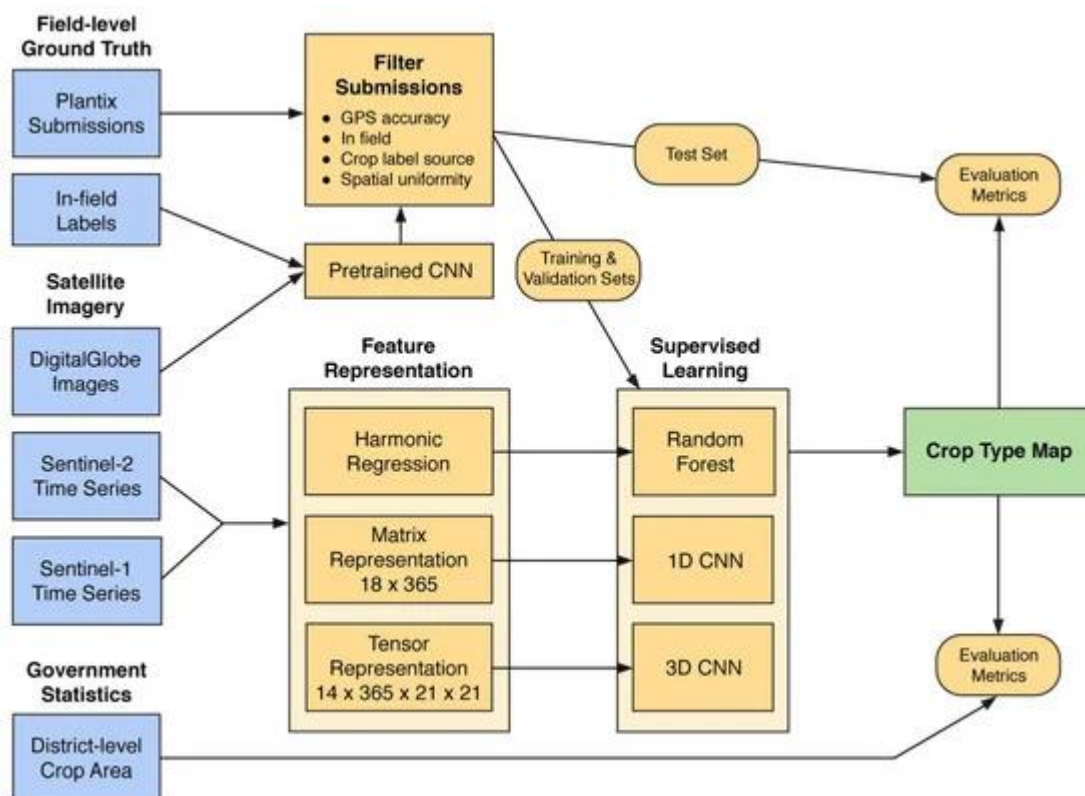 Field-level
Ground Truth
Plantix
Submissions
In-field
Labels
Satellite
Imagery
DigitalGlobe
Images
Sentinel-2
Time Series
Sentinel-1
Time Series
Government
Statistics
District-level
Crop Area
Filter
Submissions
● GPS accuracy
● In field
● Crop label source
● Spatial uniformity
Pretrained CNN
Test Set
Training &
Validation Sets
Evaluation
Metrics
Feature
Representation
Harmonic
Regression
Matrix
Representation
18 x 365
Tensor
Representation
14 x 365 x 21 x 21
Supervised
Learning
Random
Forest
1D CNN
3D CNN
Crop Type Map
Evaluation
Metrics